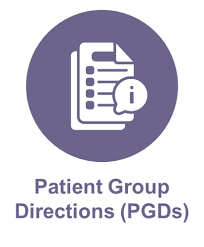 i
Patient Group
Directions (PGDs)